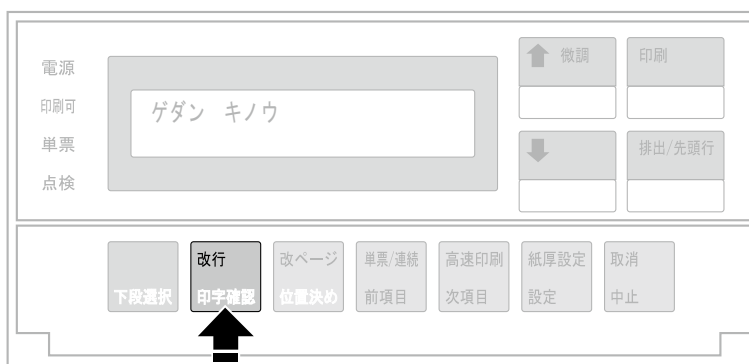 電源
印刷可
単票
点検
ゲダン キノウ
微調
印刷
排出/先頭行
下段選択
改行
印字確認
改ページ
位置決め
単票/連続
前項目
高速印刷
次項目
紙厚設定
設定
取消
中止